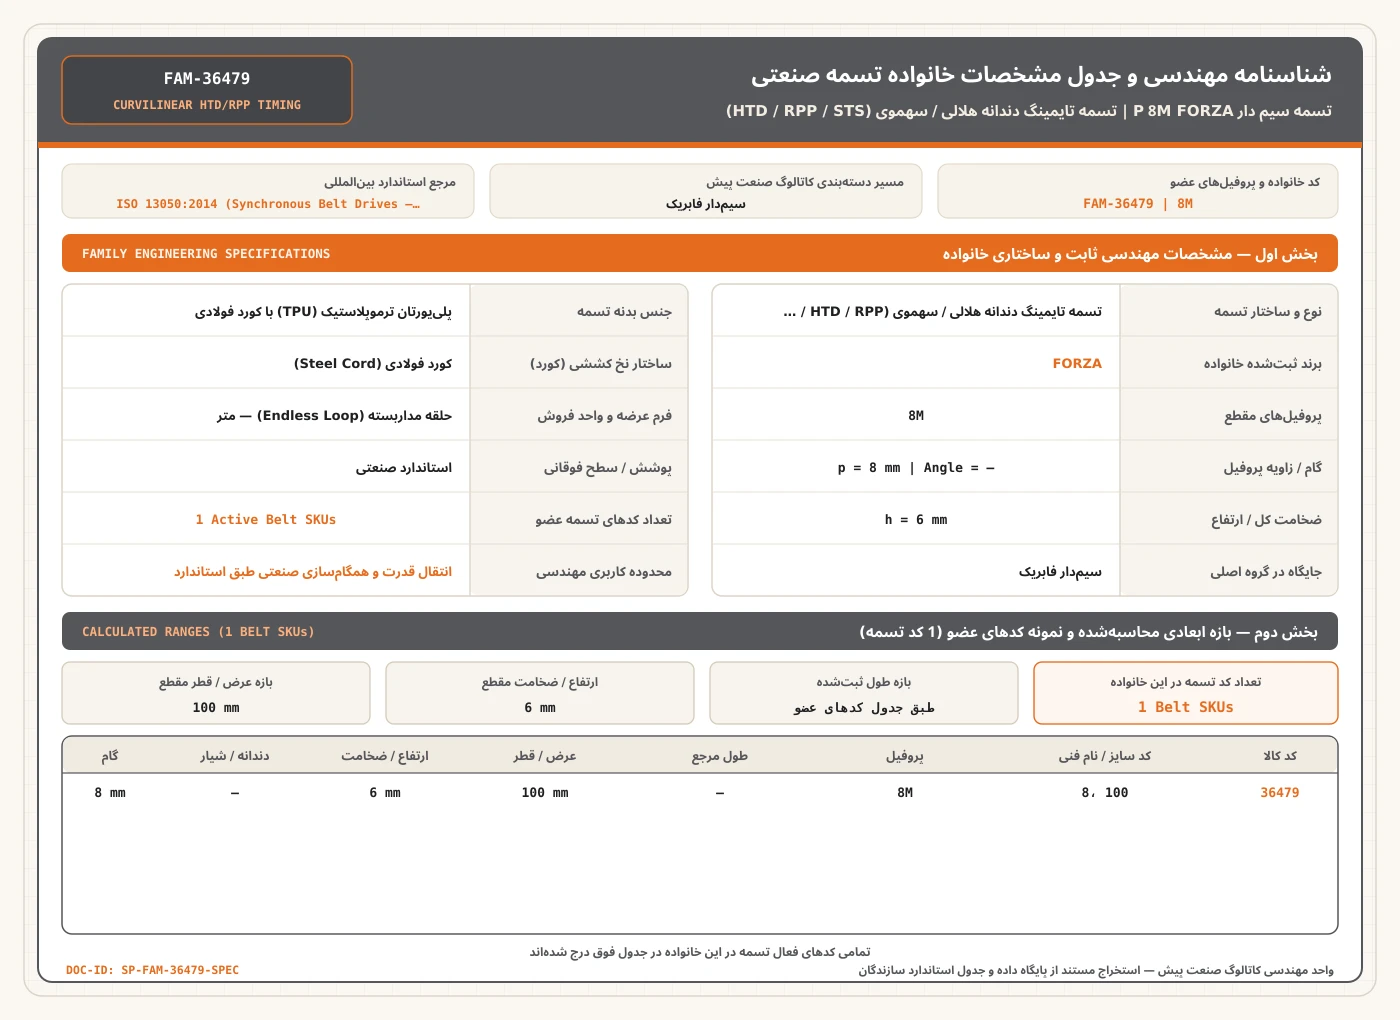 شناسنامه مهندسی و جدول مشخصات خانواده تسمه صنعتی
تسمه سیم دار P 8M FORZA | تسمه تایمینگ دندانه هلالی / سهموی (HTD / RPP / STS)
FAM-36479
CURVILINEAR HTD/RPP TIMING
کد خانواده و پروفیل‌های عضو
FAM-36479 | 8M
مسیر دسته‌بندی کاتالوگ صنعت پیش
سیم‌دار فابریک
مرجع استاندارد بین‌المللی
ISO 13050:2014 (Synchronous Belt Drives —…
بخش اول — مشخصات مهندسی ثابت و ساختاری خانواده
FAMILY ENGINEERING SPECIFICATIONS
نوع و ساختار تسمه
تسمه تایمینگ دندانه هلالی / سهموی (HTD / RPP / ...
برند ثبت‌شده خانواده
FORZA
پروفیل‌های مقطع
8M
گام / زاویه پروفیل
p = 8 mm | Angle = —
ضخامت کل / ارتفاع
h = 6 mm
جایگاه در گروه اصلی
سیم‌دار فابریک
جنس بدنه تسمه
پلی‌یورتان ترموپلاستیک (TPU) با کورد فولادی
ساختار نخ کششی (کورد)
کورد فولادی (Steel Cord)
فرم عرضه و واحد فروش
حلقه مداربسته (Endless Loop) — متر
پوشش / سطح فوقانی
استاندارد صنعتی
تعداد کدهای تسمه عضو
1 Active Belt SKUs
محدوده کاربری مهندسی
انتقال قدرت و همگام‌سازی صنعتی طبق استاندارد
بخش دوم — بازه ابعادی محاسبه‌شده و نمونه کدهای عضو (1 کد تسمه)
CALCULATED RANGES (1 BELT SKUs)
تعداد کد تسمه در این خانواده
1 Belt SKUs
بازه طول ثبت‌شده
طبق جدول کدهای عضو
ارتفاع / ضخامت مقطع
6 mm
بازه عرض / قطر مقطع
100 mm
کد کالا کد سایز / نام فنی پروفیل طول مرجع عرض / قطر ارتفاع / ضخامت دندانه / شیار گام
36479 8، 100 8M — 100 mm 6 mm — 8 mm
تمامی کدهای فعال تسمه در این خانواده در جدول فوق درج شده‌اند
واحد مهندسی کاتالوگ صنعت پیش — استخراج مستند از پایگاه داده و جدول استاندارد سازندگان
DOC-ID: SP-FAM-36479-SPEC